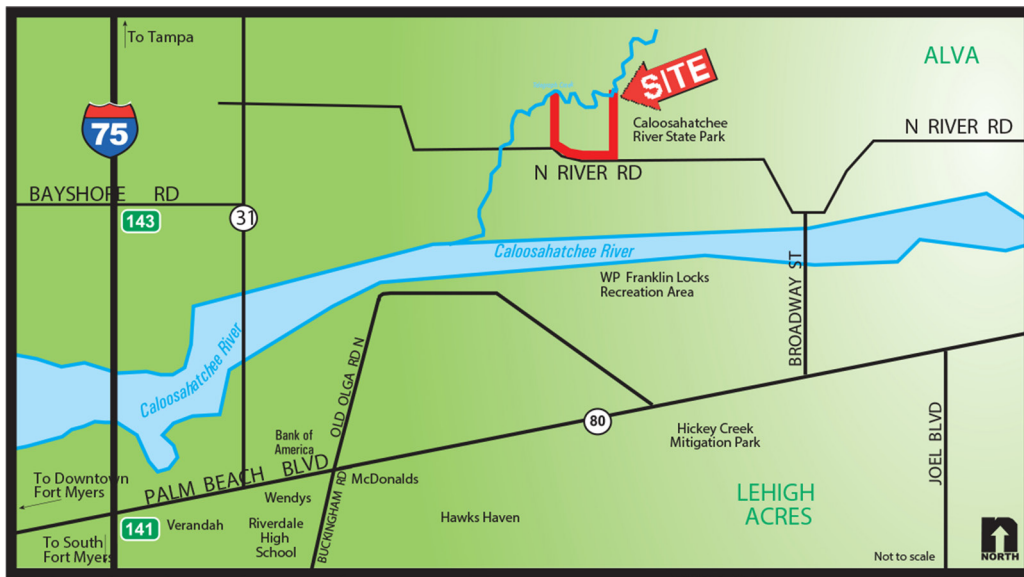 To Tampa
ALVA
SITE
75
Caloosahatchee
River State Park
N RIVER RD
N RIVER RD
BAYSHORE RD
143
31
Caloosahatchee River
WP Franklin Locks
Recreation Area
BROADWAY ST
Caloosahatchee River
OLD OLGA RD N
80
Hickey Creek
Mitigation Park
JOEL BLVD
Bank of
America
PALM BEACH BLVD
McDonalds
To Downtown
Fort Myers
Wendys
LEHIGH
ACRES
141
Verandah
Riverdale
High
School
BUCKINGHAM RD
Hawks Haven
To South
Fort Myers
Not to scale
n
NORTH